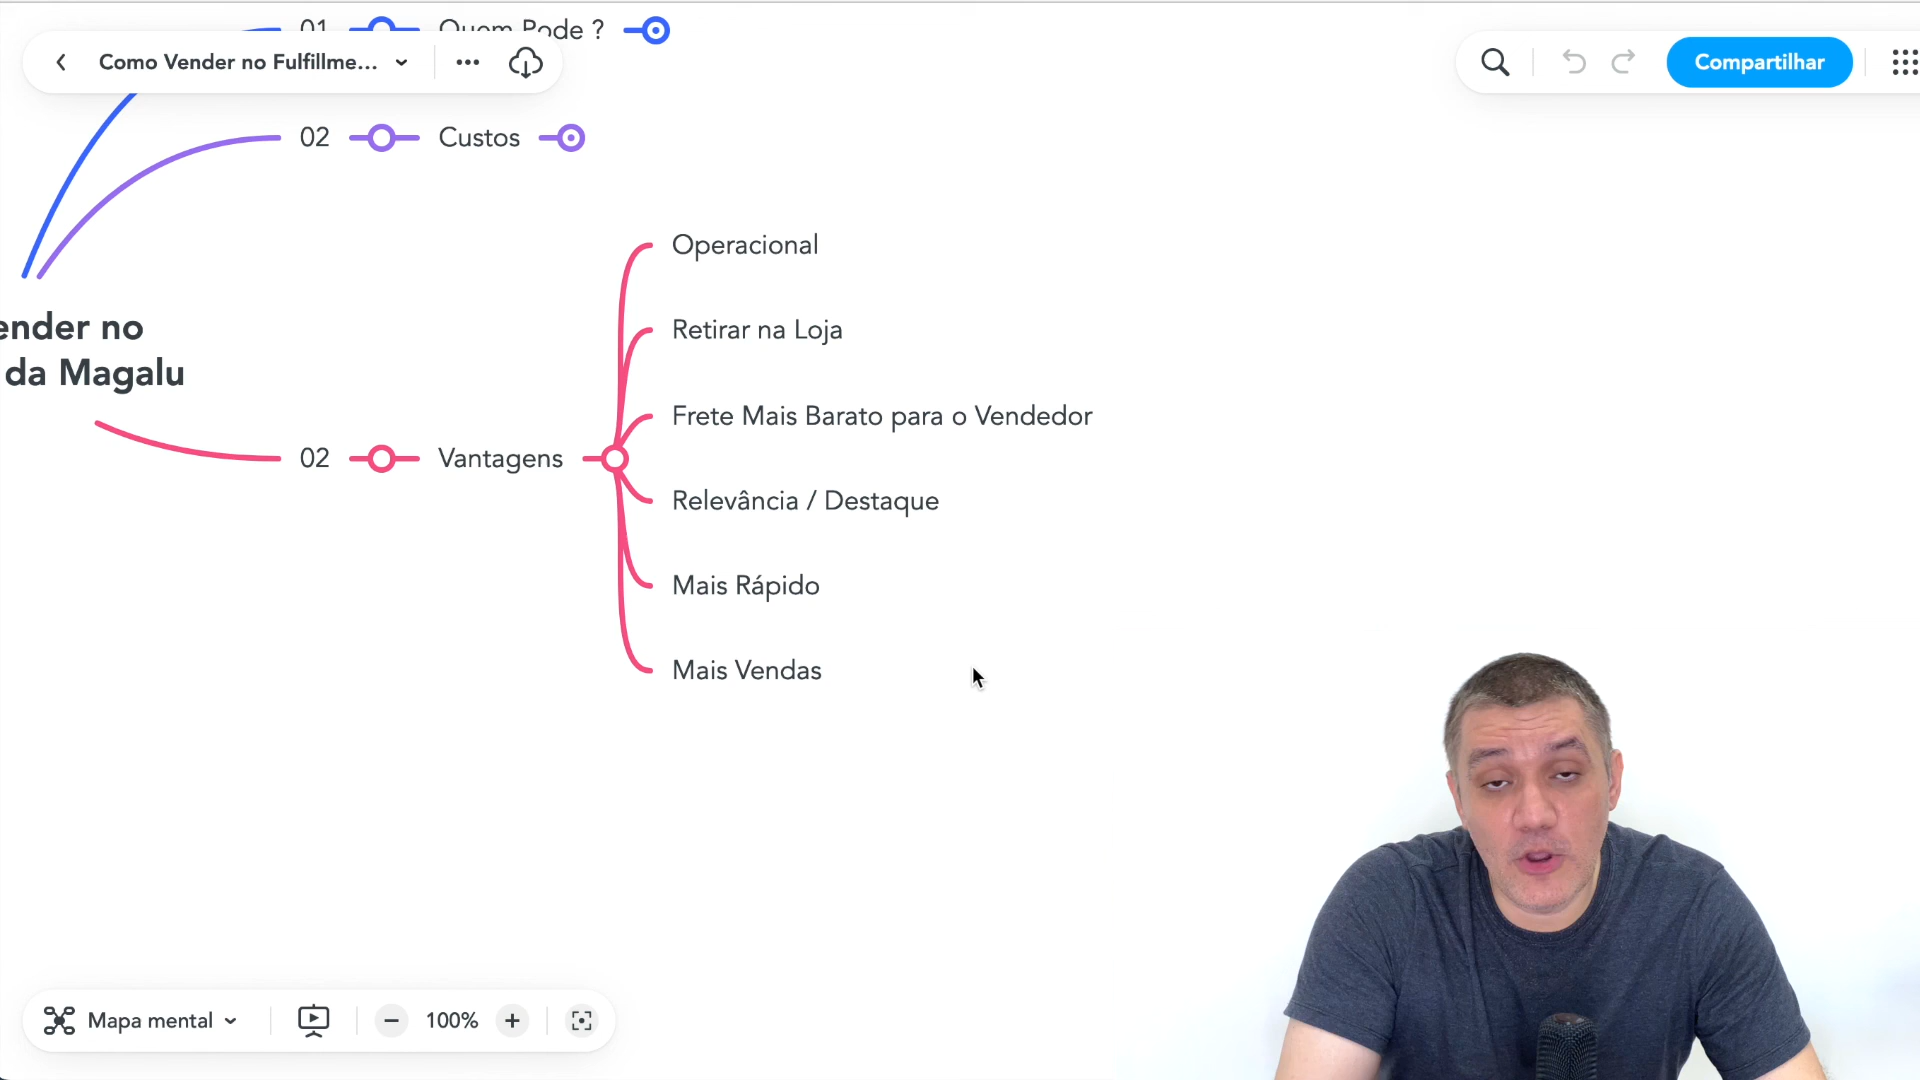 01 Quem Pode ?
Como Vender no Fulfillme...
Compartilhar
02 Custos
Operacional
Retirar na Loja
ender no
da Magalu
Frete Mais Barato para o Vendedor
02 Vantagens
Relevância / Destaque
Mais Rápido
Mais Vendas
Mapa mental
100%